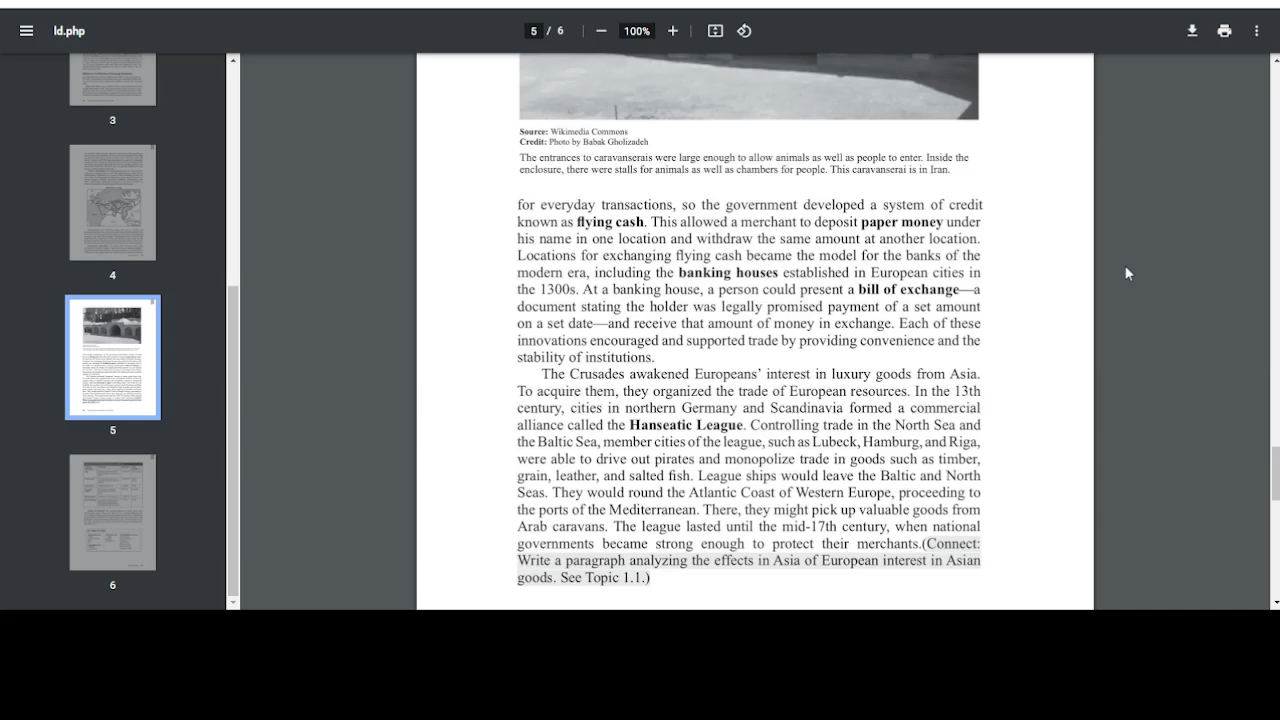 ld.php
5 / 6
100%
3
4
5
6
Source: Wikimedia Commons
Credit: Photo by Babak Gholizadeh
The entrances to caravanserais were large enough to allow animals as well as people to enter. Inside the
enclosure, there were stalls for animals as well as chambers for people. This caravanserai is in Iran.
for everyday transactions, so the government developed a system of credit
known as flying cash. This allowed a merchant to deposit paper money under
his name in one location and withdraw the same amount at another location.
Locations for exchanging flying cash became the model for the banks of the
modern era, including the banking houses established in European cities in
the 1300s. At a banking house, a person could present a bill of exchange—a
document stating the holder was legally promised payment of a set amount
on a set date—and receive that amount of money in exchange. Each of these
innovations encouraged and supported trade by providing convenience and the
stability of institutions.
The Crusades awakened Europeans’ interest in luxury goods from Asia.
To acquire them, they organized the trade of European resources. In the 13th
century, cities in northern Germany and Scandinavia formed a commercial
alliance called the Hanseatic League. Controlling trade in the North Sea and
the Baltic Sea, member cities of the league, such as Lubeck, Hamburg, and Riga,
were able to drive out pirates and monopolize trade in goods such as timber,
grain, leather, and salted fish. League ships would leave the Baltic and North
Seas. They would round the Atlantic Coast of Western Europe, proceeding to
the ports of the Mediterranean. There, they might pick up valuable goods from
Arab caravans. The league lasted until the mid-17th century, when national
governments became strong enough to protect their merchants.(Connect:
Write a paragraph analyzing the effects in Asia of European interest in Asian
goods. See Topic 1.1.)